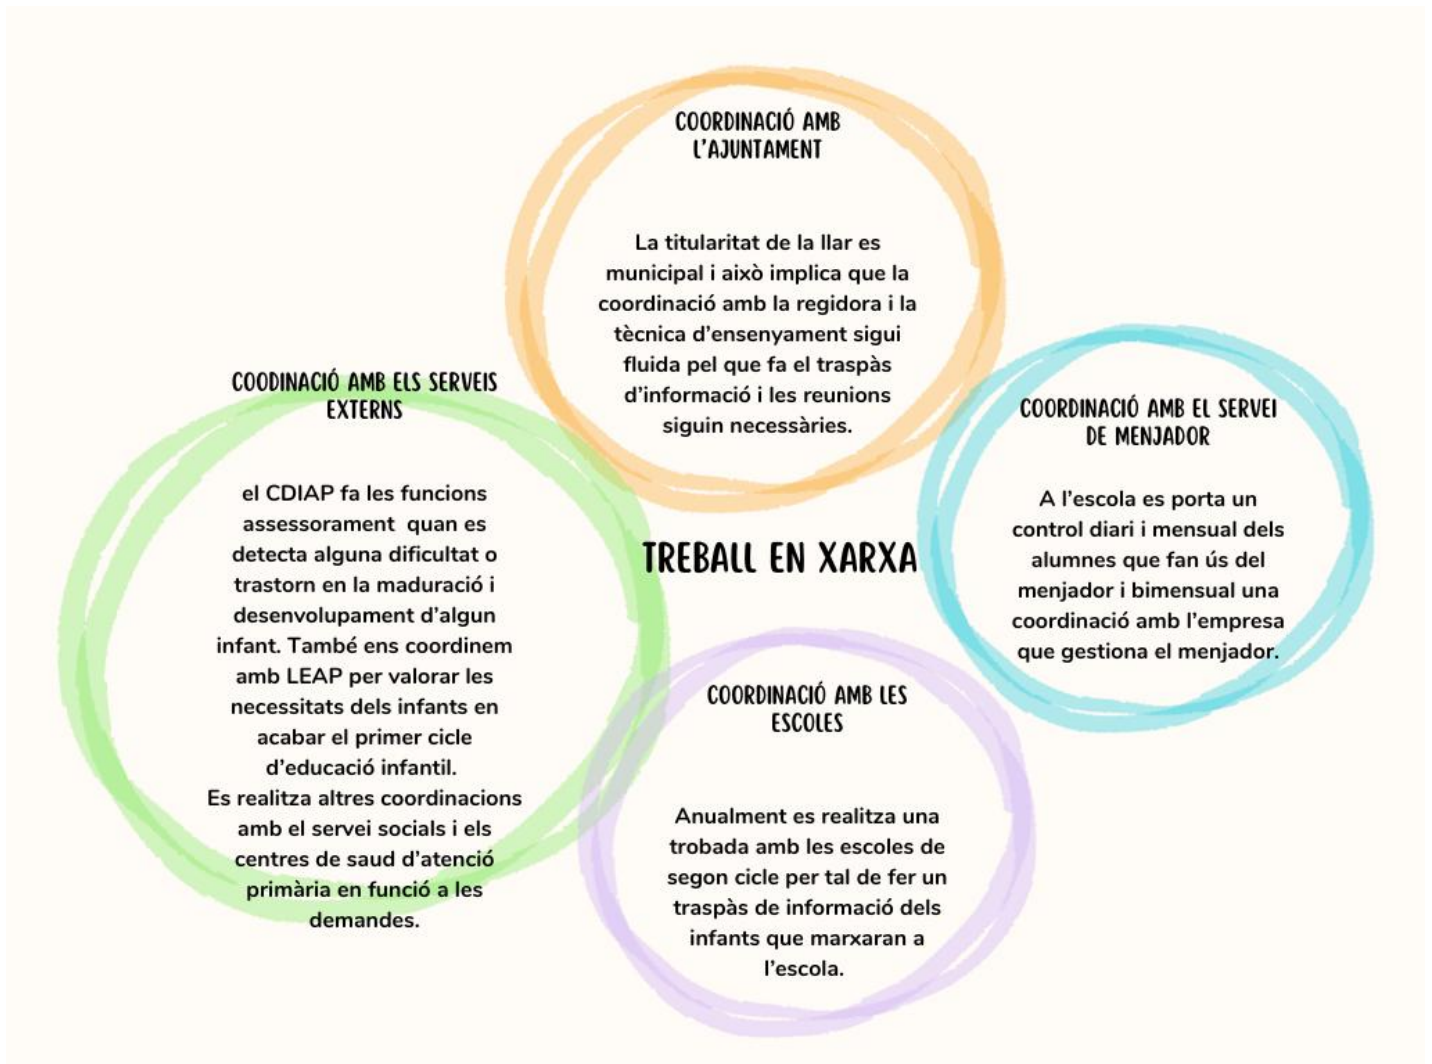 COORDINACIÓ AMB
L'AJUNTAMENT
La titularitat de la llar es
municipal i això implica que la
coordinació amb la regidora i la
tècnica d'ensenyament sigui
fluida pel que fa el traspàs
d'informació i les reunions
siguin necessàries.
COODINACIÓ AMB ELS SERVEIS
EXTERNS
el CDIAP fa les funcions
assessorament quan es
detecta alguna dificultat o
trastorn en la maduració i
desenvolupament d'algun
infant. També ens coordinem
amb LEAP per valorar les
necessitats dels infants en
acabar el primer cicle
d'educació infantil.
Es realitza altres coordinacions
amb el servei socials i els
centres de saud d'atenció
primària en funció a les
demandes.
TREBALL EN XARXA
COORDINACIÓ AMB EL SERVEI
DE MENJADOR
A l'escola es porta un
control diari i mensual dels
alumnes que fan ús del
menjador i bimensual una
coordinació amb l'empresa
que gestiona el menjador.
COORDINACIÓ AMB LES
ESCOLES
Anualment es realitza una
trobada amb les escoles de
segon cicle per tal de fer un
traspàs de informació dels
infants que marxaran a
l'escola.